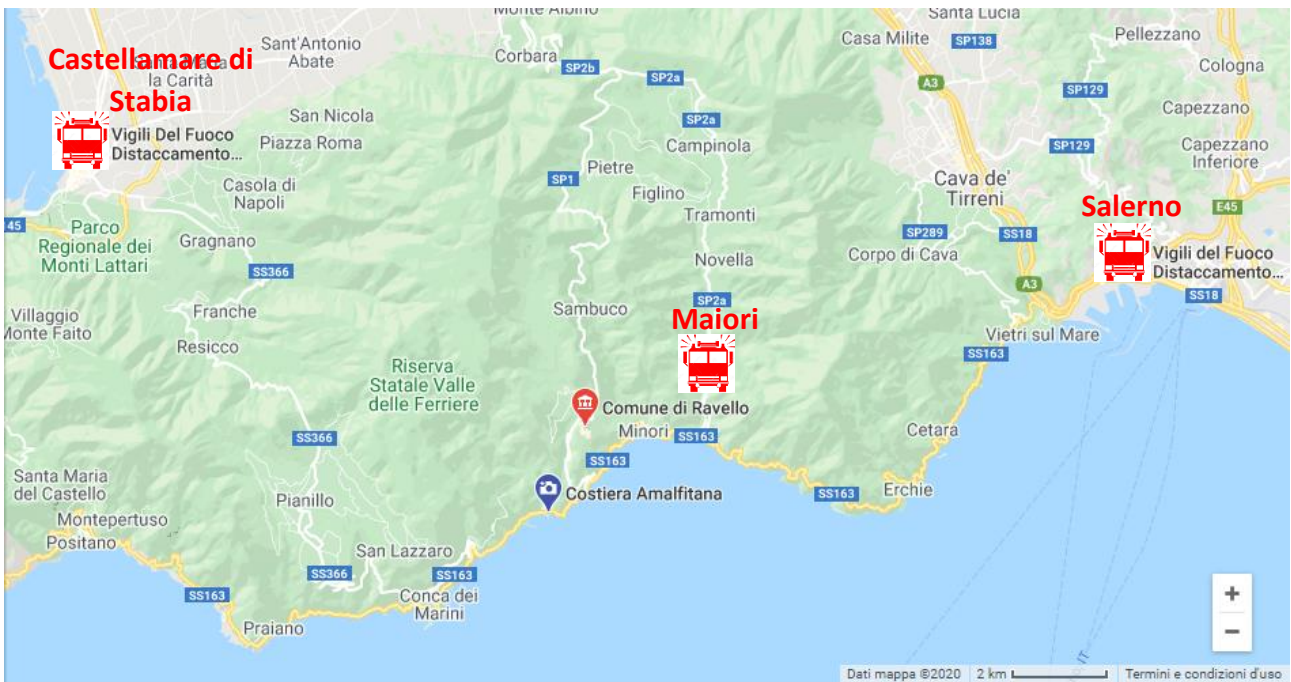 Monte Albino
Santa Lucia
Casa Milite
SP138
Pellezzano
Castellamare di
Stabia
Sant'Antonio
Abate
Santa Maria
la Carità
Corbara
SP2b
SP2a
A3
Cologna
SP129
Capezzano
San Nicola
Vigili Del Fuoco
Distaccamento...
Piazza Roma
SP2a
Campinola
SP129
Capezzano
Inferiore
Pietre
SP1
Figlino
Casola di
Napoli
Cava de'
Tirreni
Tramonti
Salerno
E45
145
Parco
Regionale dei
Monti Lattari
Gragnano
SS366
Novella
SP289
SS18
Corpo di Cava
Vigili del Fuoco
Distaccamento...
A3
SS18
Villaggio
Monte Faito
Franche
Resicco
Sambuco
SP2a
Maiori
Vietri sul Mare
SS163
Riserva
Statale Valle
delle Ferriere
Comune di Ravello
Minori
SS163
Cetara
SS366
SS163
Santa Maria
del Castello
Pianillo
Costiera Amalfitana
SS163
Erchie
Montepertuso
Positano
San Lazzaro
SS366
SS163
SS163
Conca dei
Marini
Praiano
+
−
IT
Dati mappa ©2020
2 km
Termini e condizioni d'uso